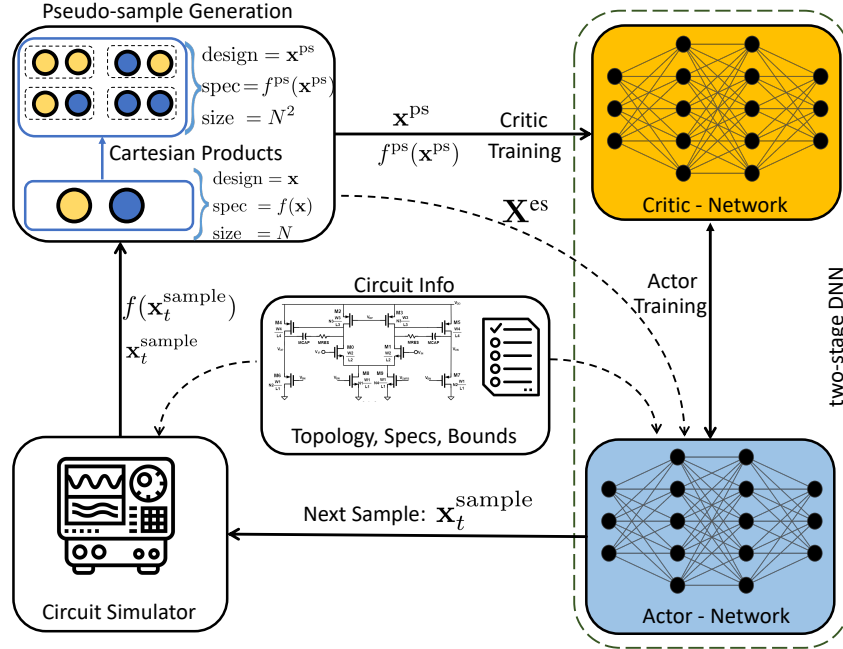 Pseudo-sample Generation
design = x^ps
spec = f^ps(x^ps)
size = N^2
Cartesian Products
design = x
spec = f(x)
size = N
x^ps
f^ps(x^ps)
Critic
Training
Critic - Network
X^es
Actor
Training
two-stage DNN
f(x_t^sample)
x_t^sample
Circuit Info
Topology, Specs, Bounds
Next Sample: x_t^sample
Circuit Simulator
Actor - Network